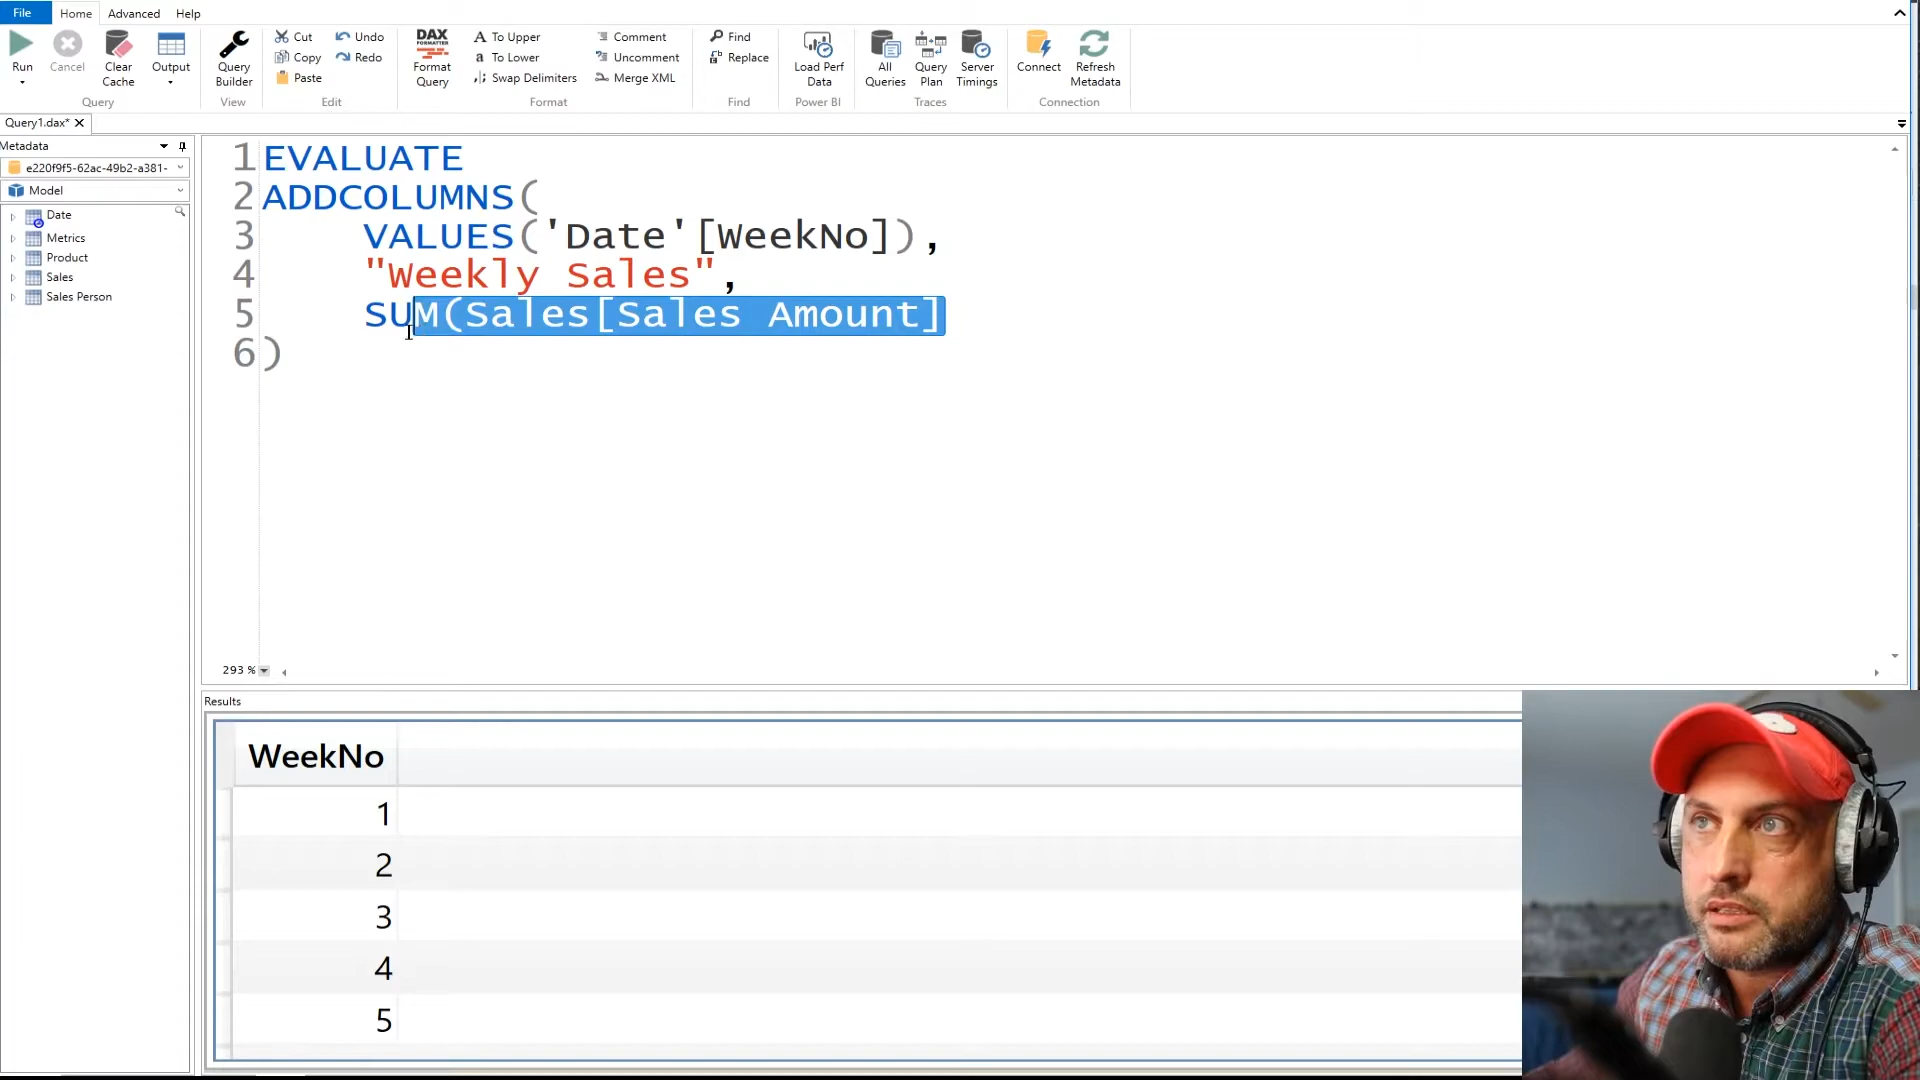 File Home Advanced Help
Run Cancel Clear Cache Output
Query
Query Builder
View
Cut Undo
Copy Redo
Paste
Edit
DAX FORMATTER
Format Query
To Upper Comment
To Lower Uncomment
Swap Delimiters Merge XML
Format
Find
Replace
Find
Load Perf Data
Power BI
All Queries Query Plan Server Timings
Traces
Connect Refresh Metadata
Connection
Query1.dax*
Metadata
e220f9f5-62ac-49b2-a381-
Model
Date
Metrics
Product
Sales
Sales Person
1 EVALUATE
2 ADDCOLUMNS(
3 VALUES('Date'[WeekNo]),
4 "Weekly Sales",
5 SUM(Sales[Sales Amount]
6 )
293 %
Results
WeekNo
1
2
3
4
5